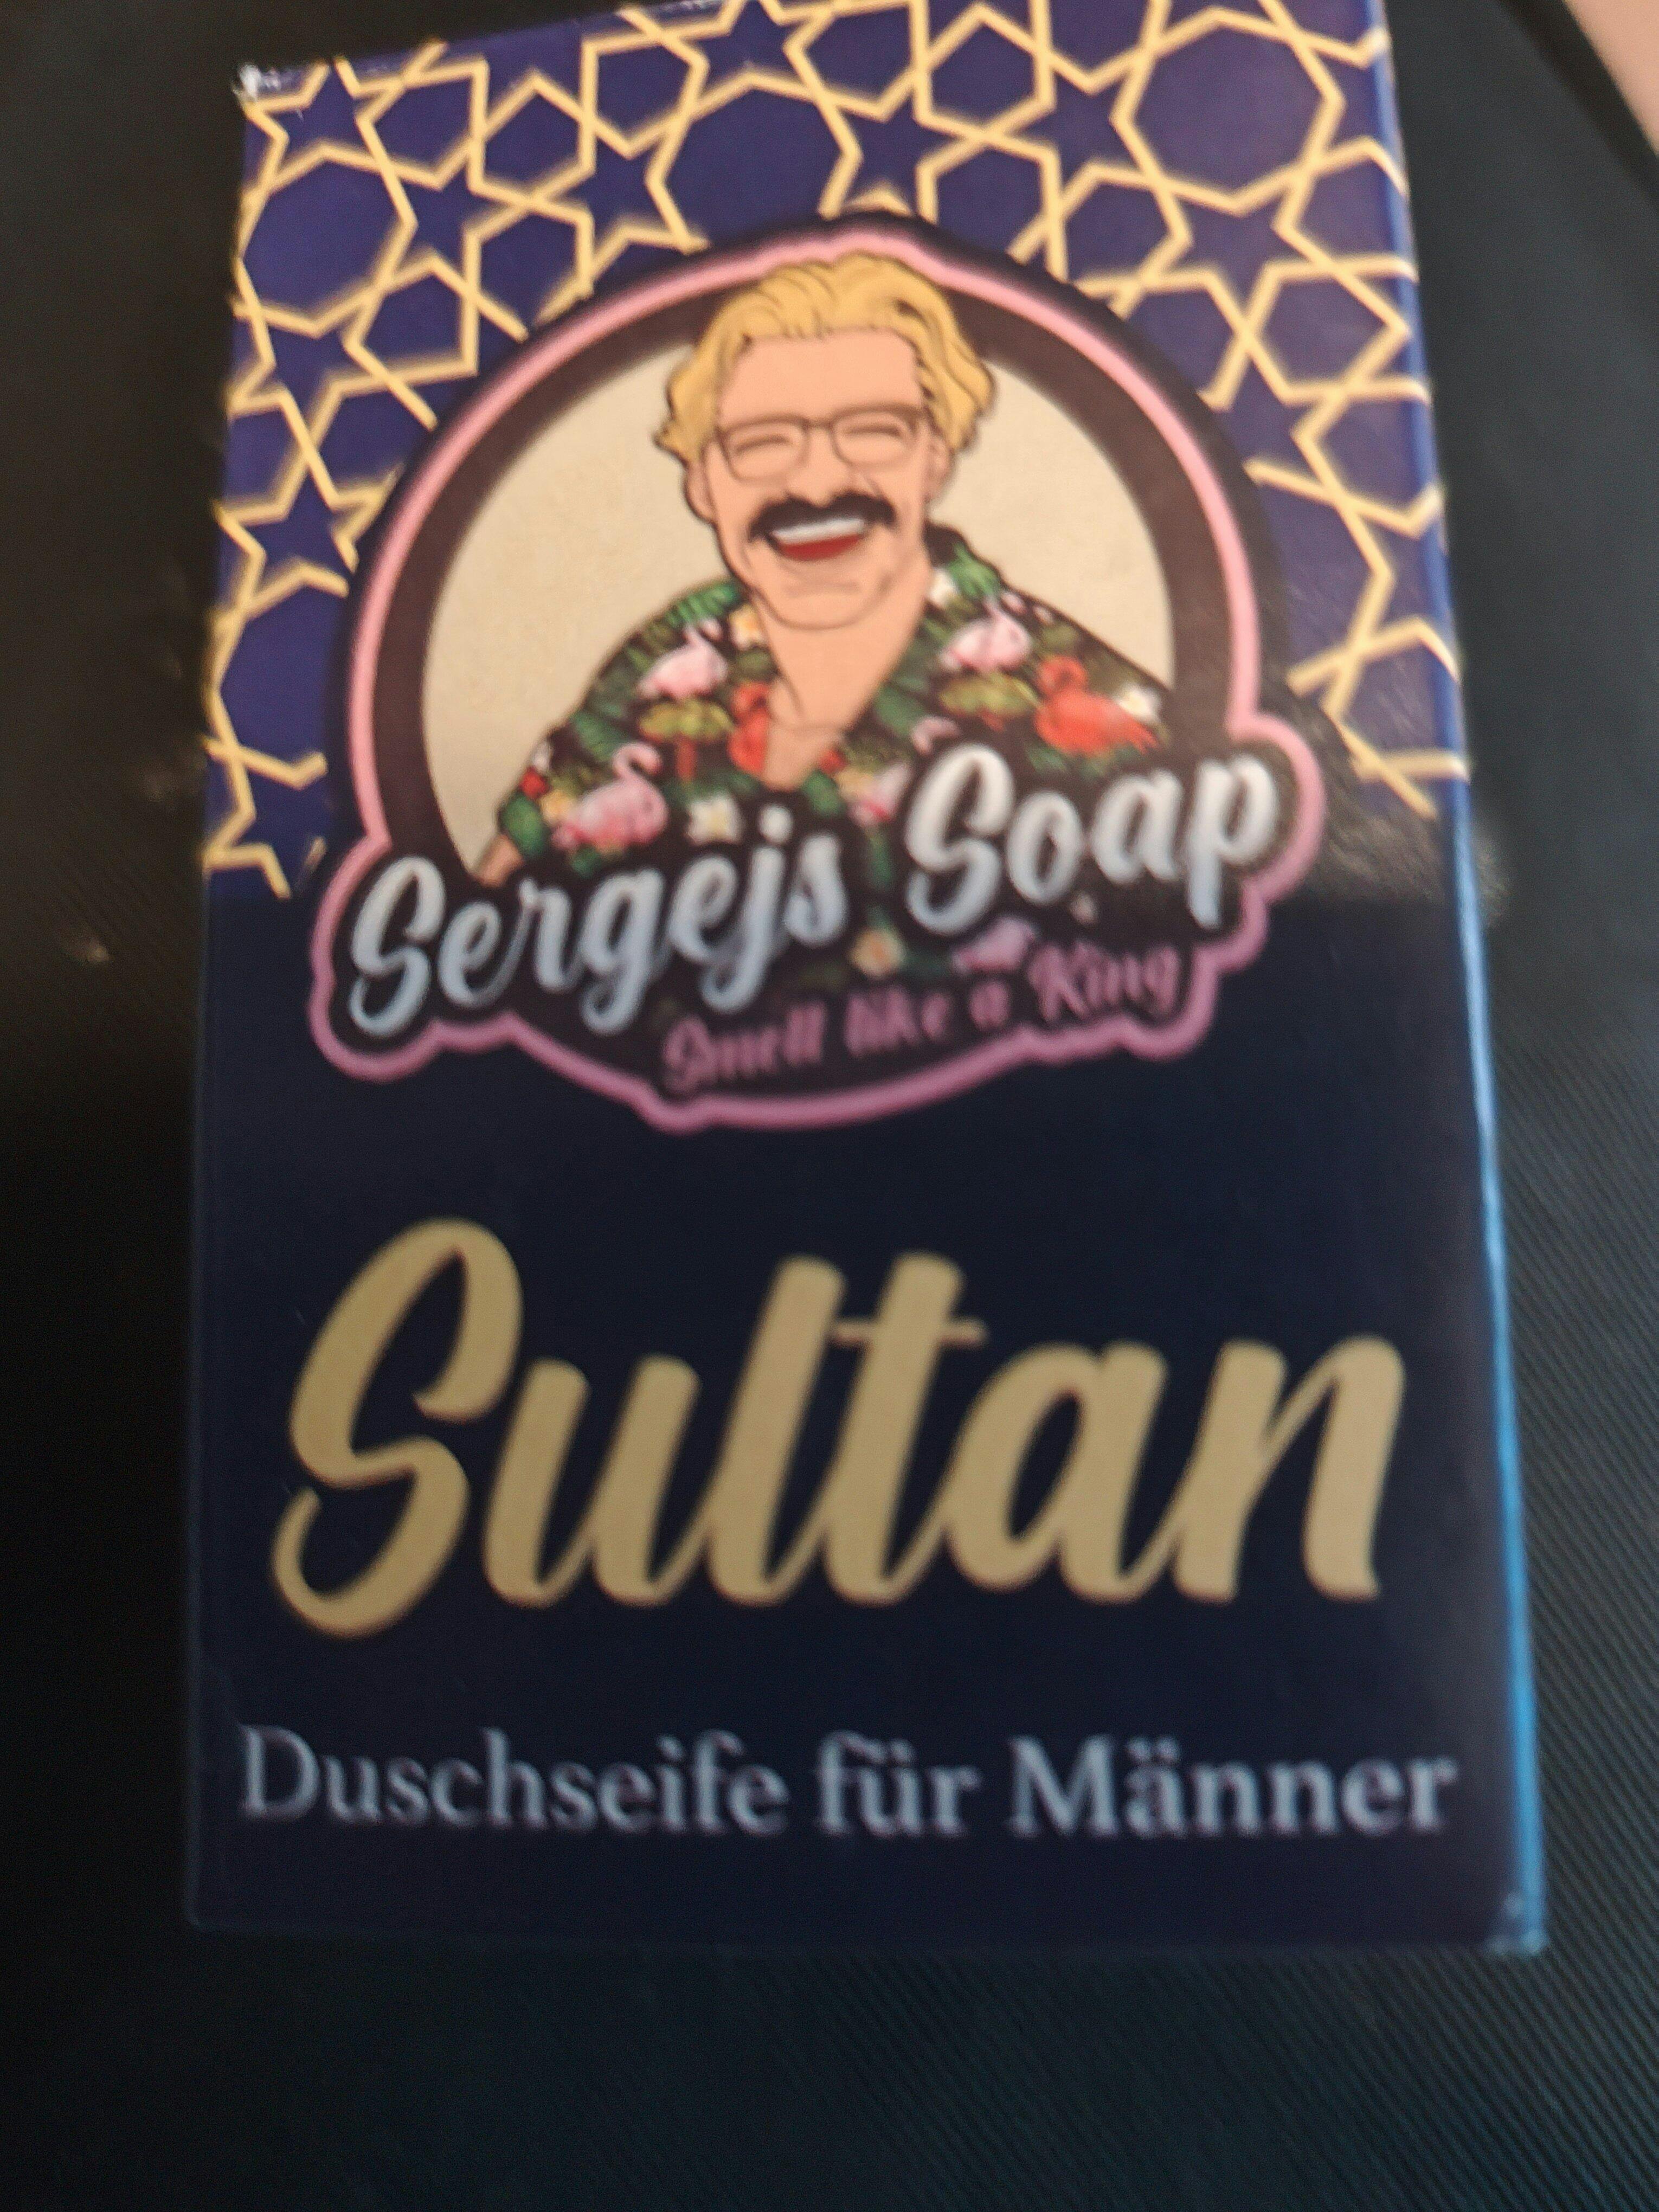 Sergejs Soap
Smell like a King
Sultan
Duschseife für Männer